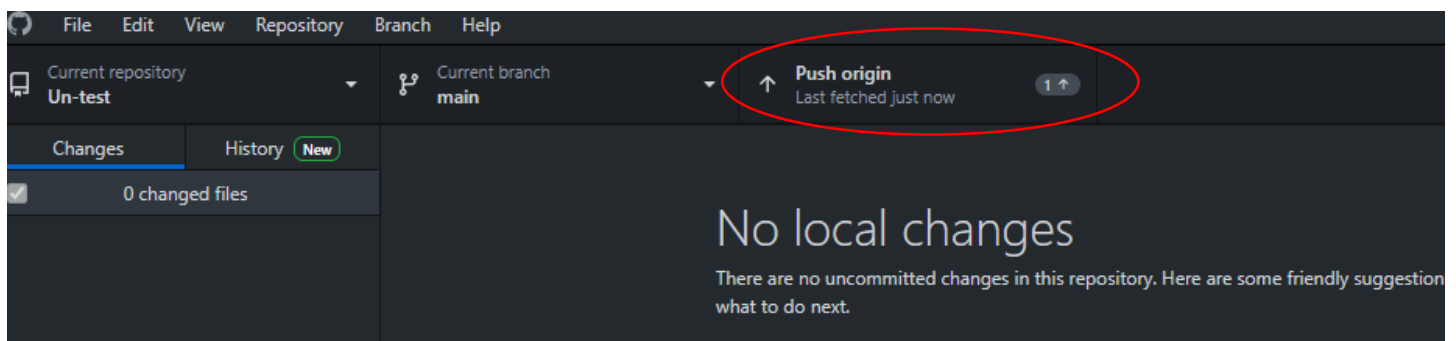 File Edit View Repository Branch Help
Current repository
Un-test
Current branch
main
Push origin
Last fetched just now
1
Changes
History New
0 changed files
No local changes
There are no uncommitted changes in this repository. Here are some friendly suggestion
what to do next.